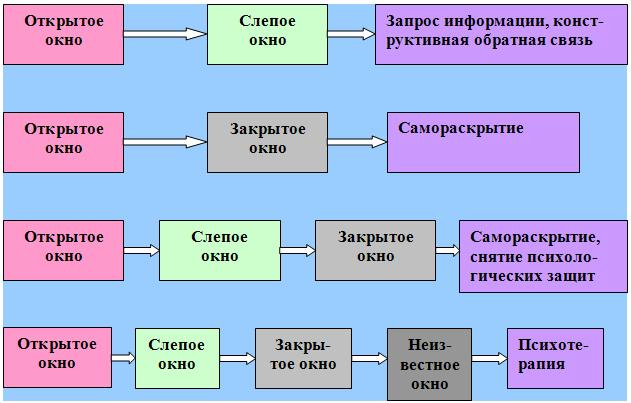 Открытое
окно
Слепое
окно
Запрос информации, конст-
руктивная обратная связь
Открытое
окно
Закрытое
окно
Самораскрытие
Открытое
окно
Слепое
окно
Закрытое
окно
Самораскрытие,
снятие психоло-
гических защит
Открытое
окно
Слепое
окно
Закры-
тое окно
Неиз-
вестное
окно
Психоте-
рапия